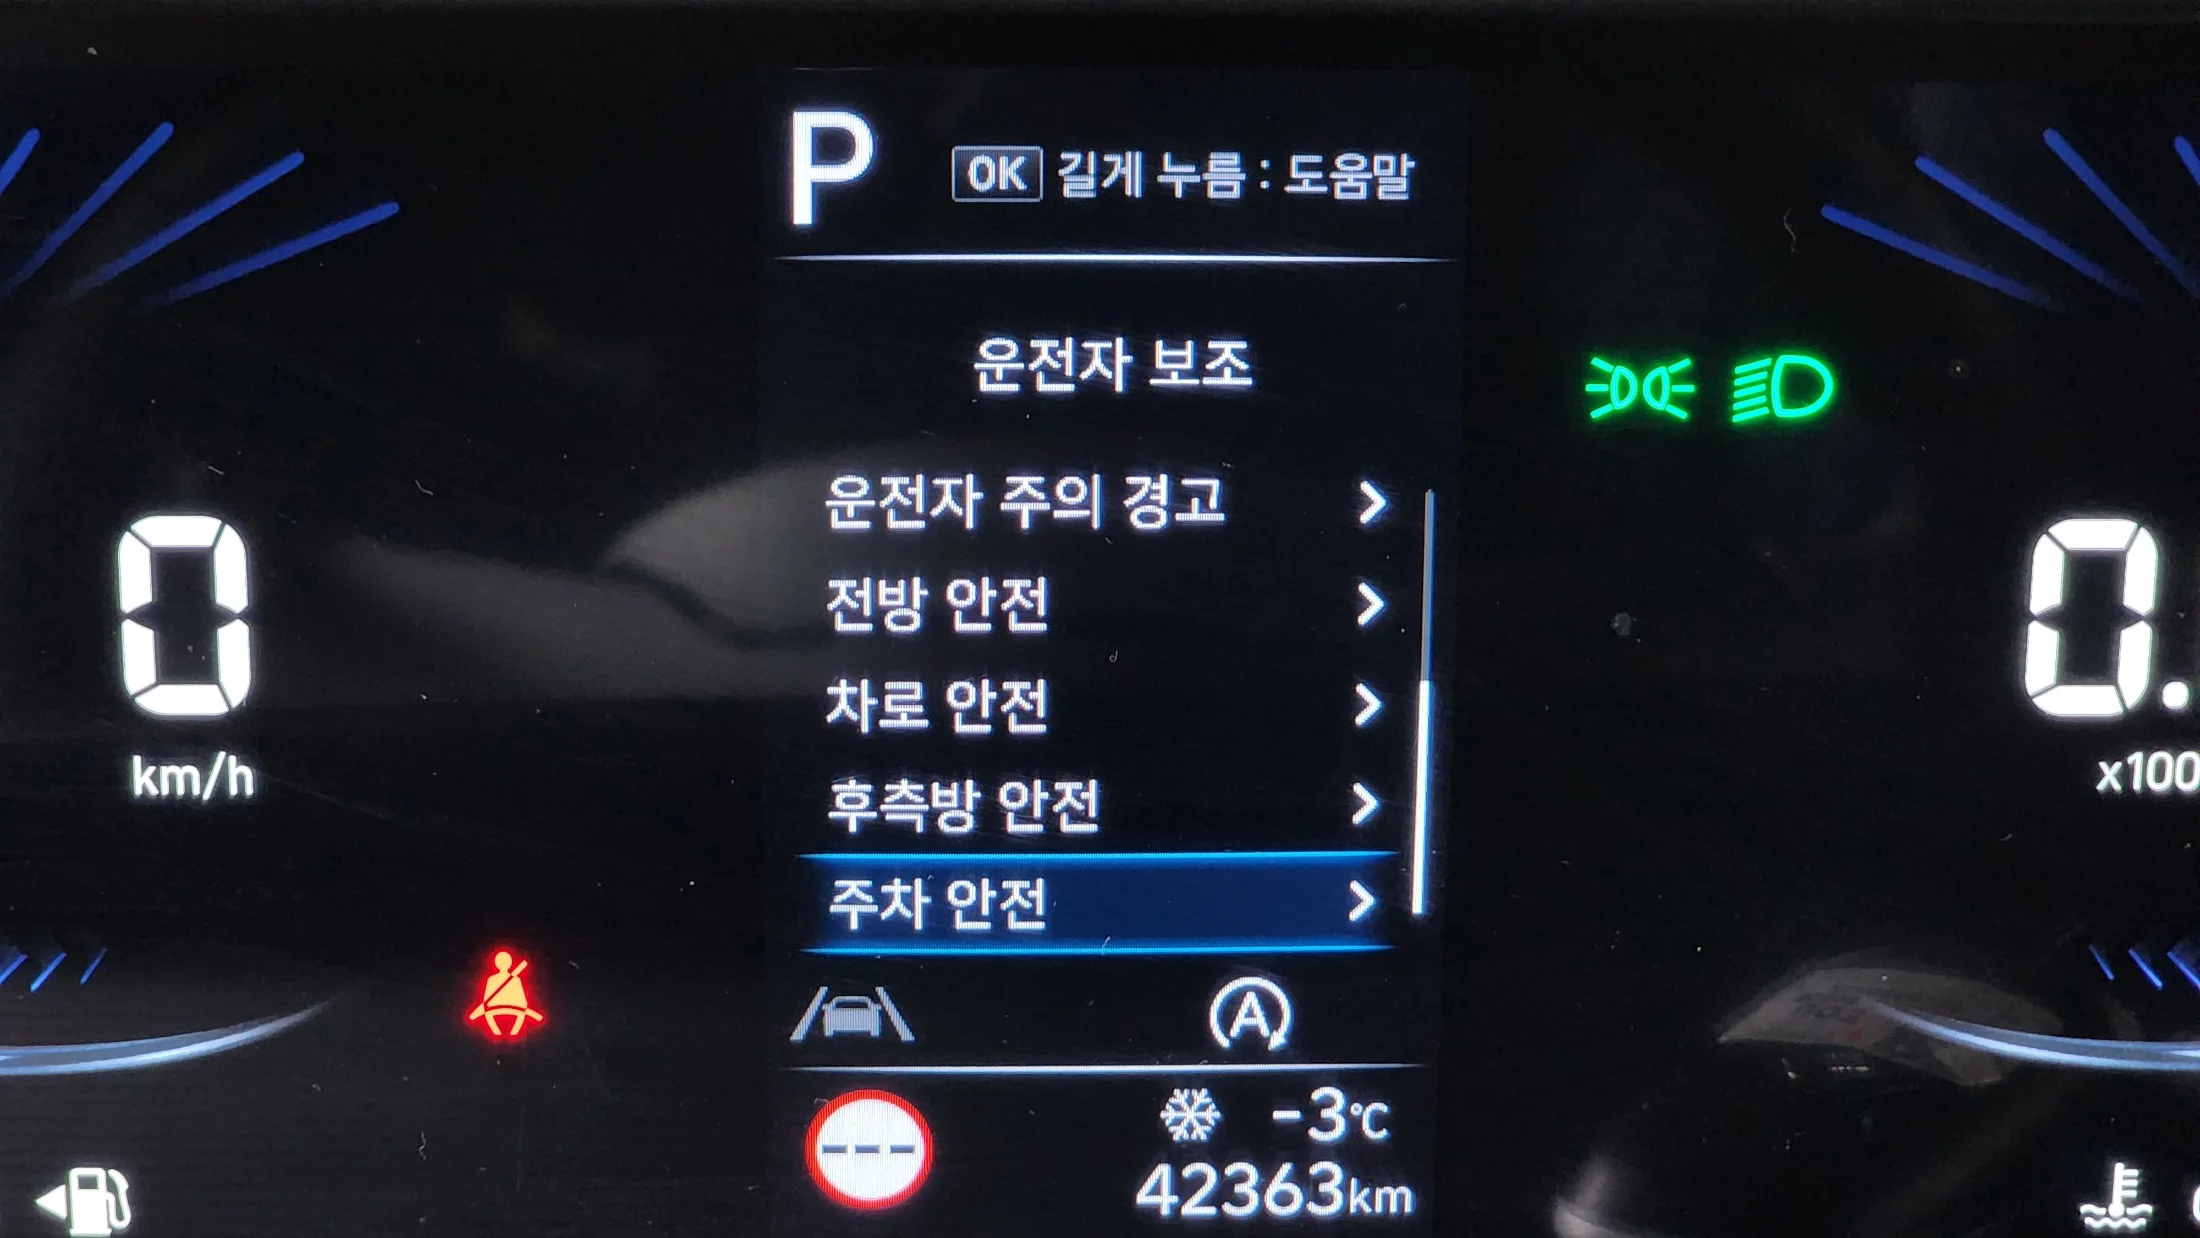 P
OK 길게 누름 : 도움말
운전자 보조
운전자 주의 경고
전방 안전
차로 안전
후측방 안전
주차 안전
0
km/h
0.
x100
A
---
-3°C
42363km